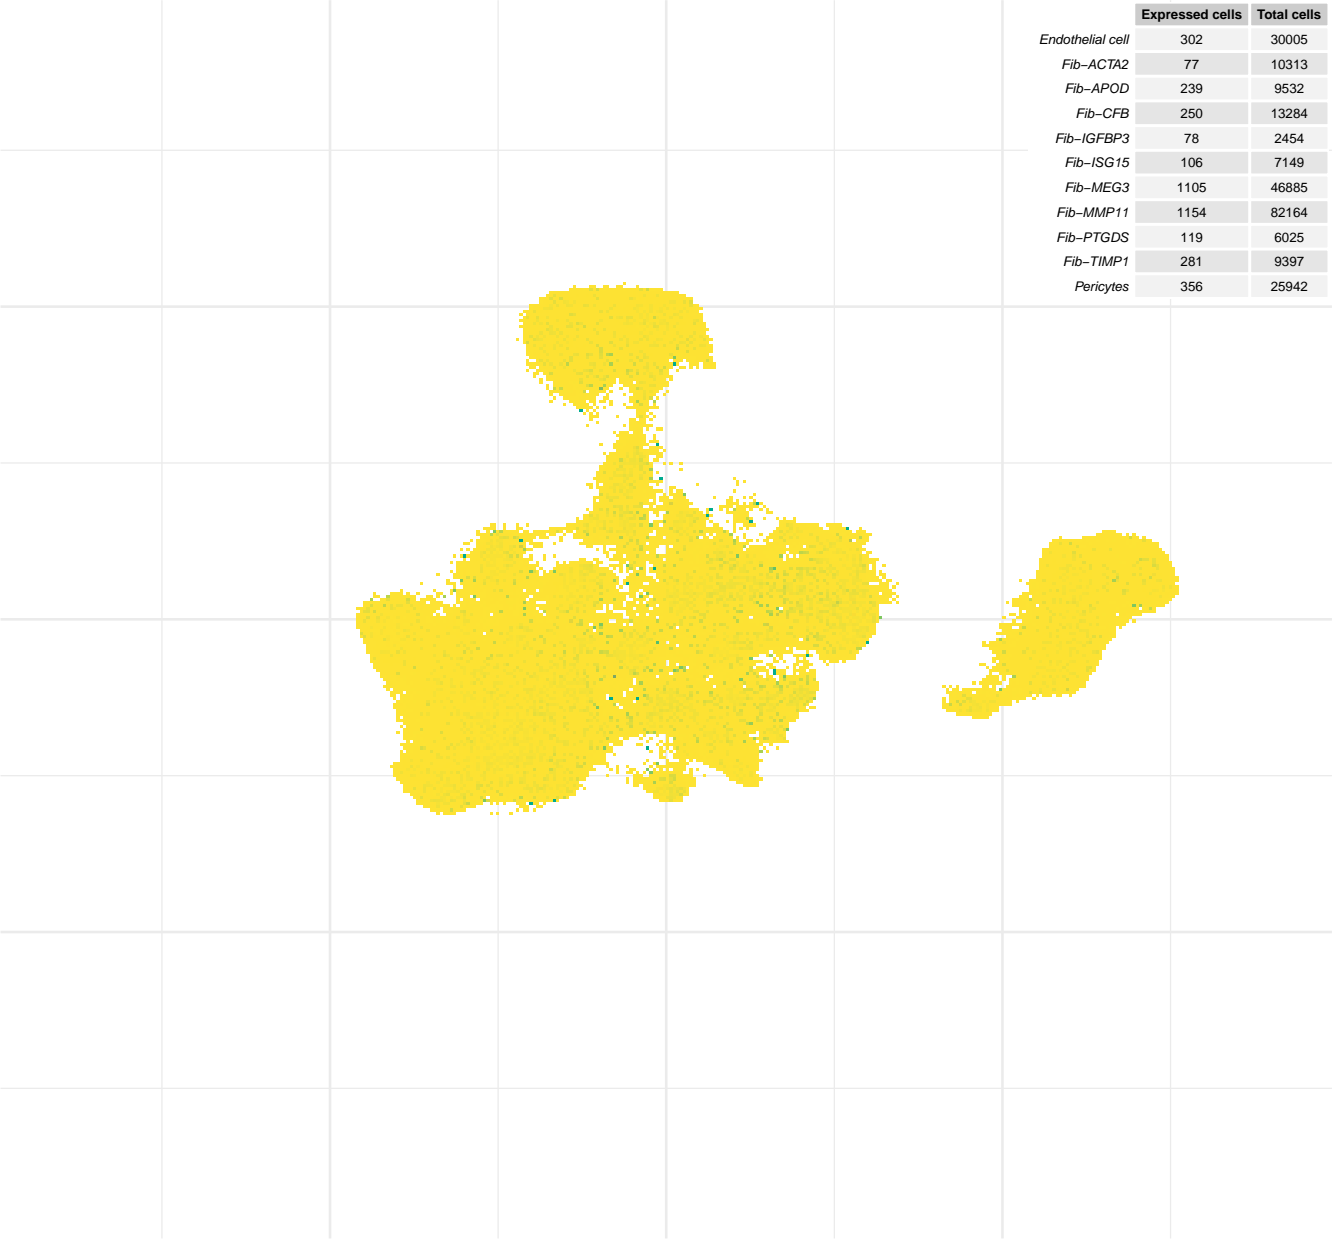 Expressed cells Total cells
Endothelial cell 302 30005
Fib−ACTA2 77 10313
Fib−APOD 239 9532
Fib−CFB 250 13284
Fib−IGFBP3 78 2454
Fib−ISG15 106 7149
Fib−MEG3 1105 46885
Fib−MMP11 1154 82164
Fib−PTGDS 119 6025
Fib−TIMP1 281 9397
Pericytes 356 25942